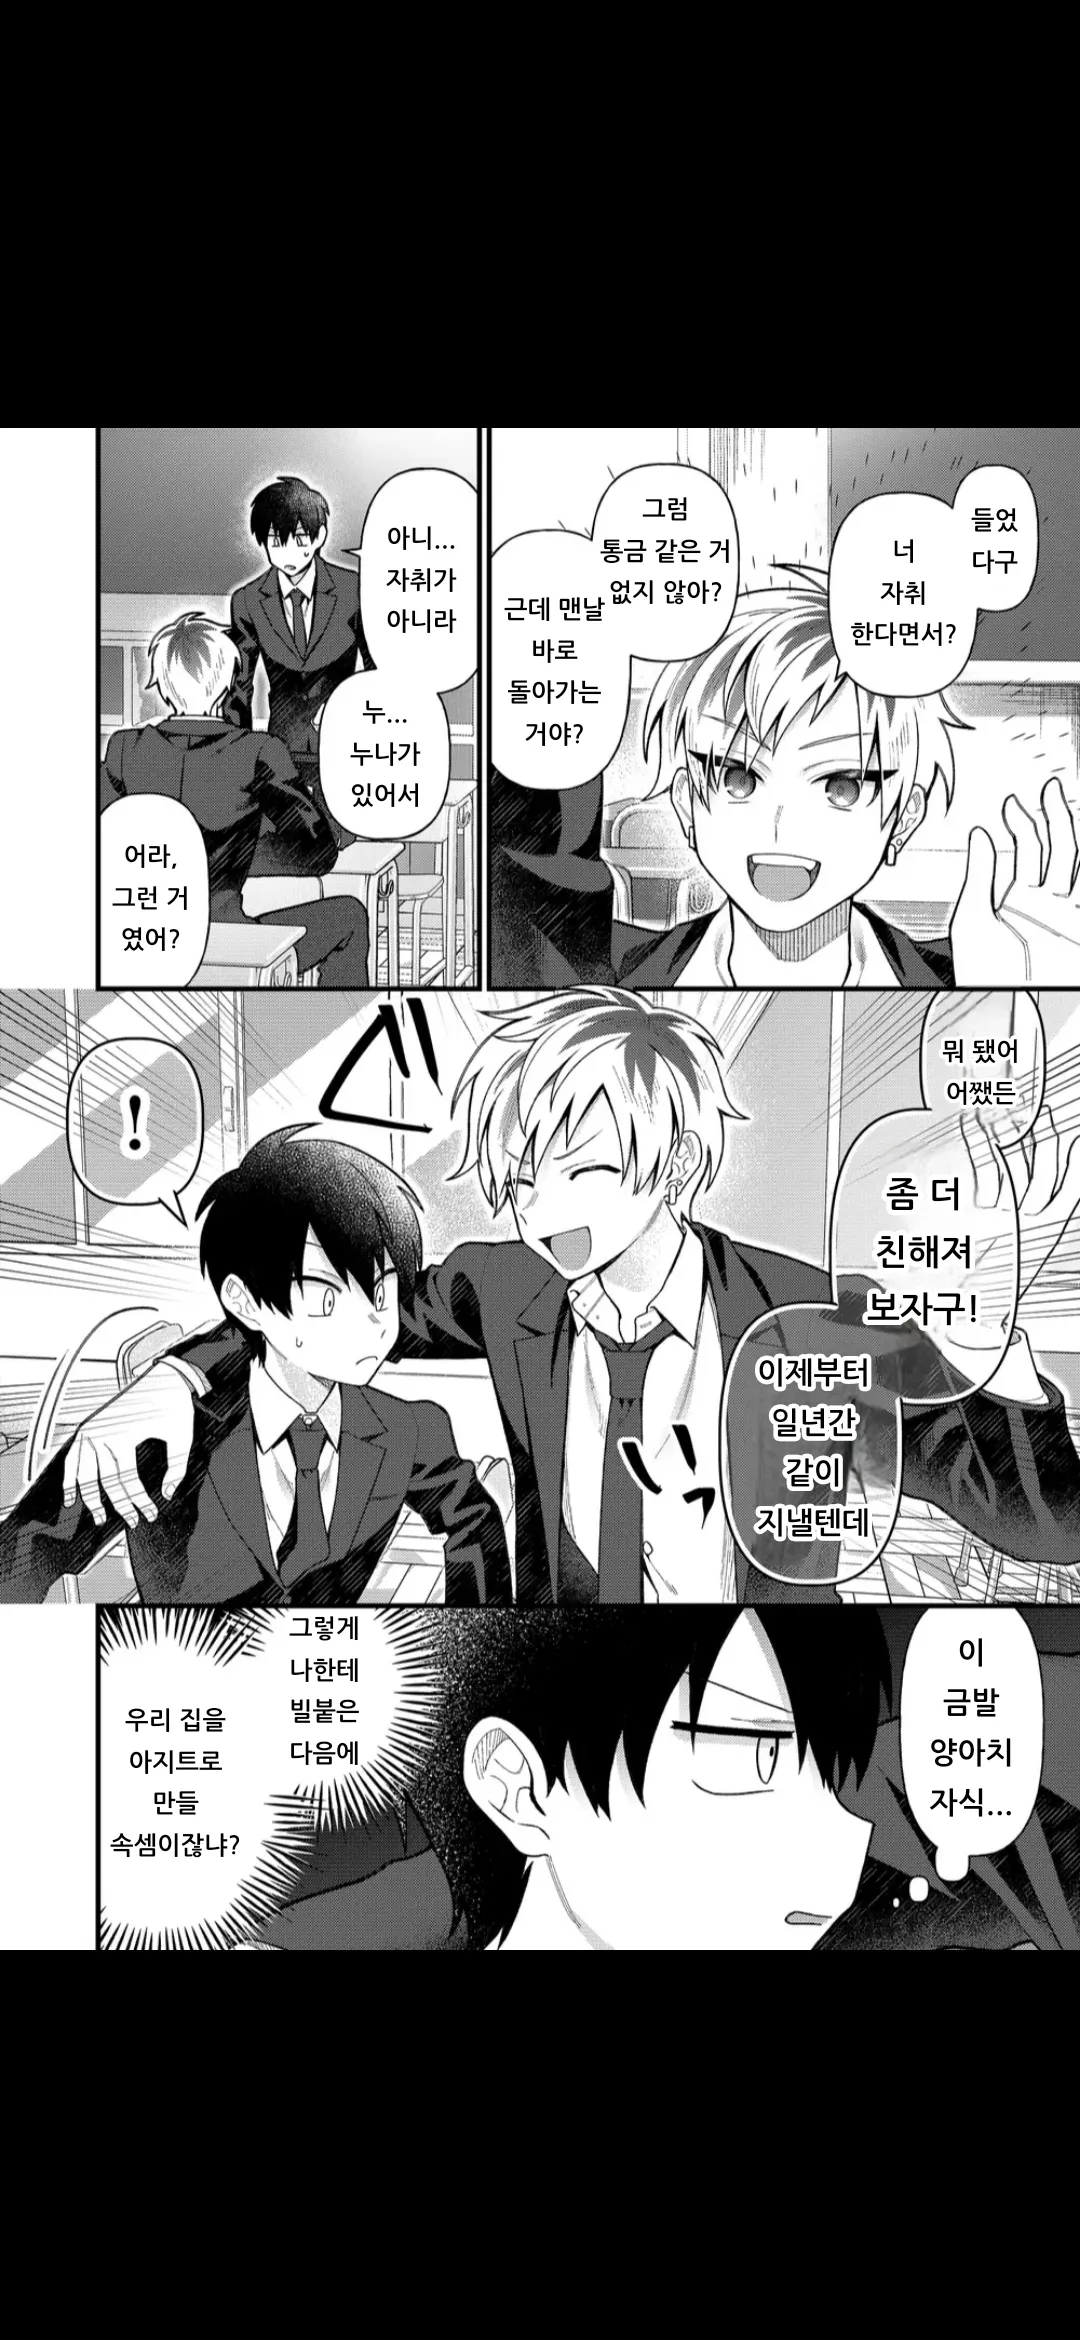 들었
다구
너
자취
한다면서?
그럼
통금 같은 거
없지 않아?
근데 맨날
바로
돌아가는
거야?
아니...
자취가
아니라
누...
누나가
있어서
어라,
그런 거
였어?
뭐 됐어
어쨌든
좀 더
친해져
보자구!
이제부터
일년간
같이
지낼텐데
グ
イッ
!
이
금발
양아치
자식...
그렇게
나한테
빌붙은
다음에
우리 집을
아지트로
만들
속셈이잖냐?